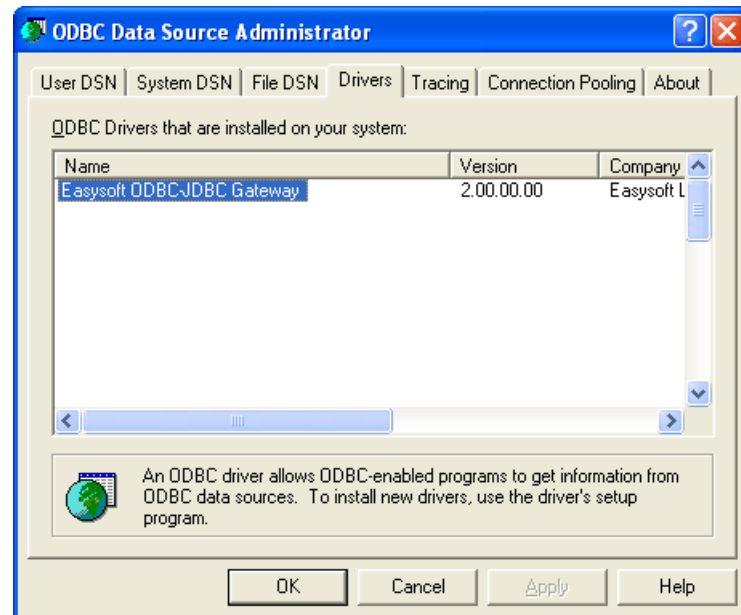 ODBC Data Source Administrator
User DSN System DSN File DSN Drivers Tracing Connection Pooling About
ODBC Drivers that are installed on your system:
Name Version Company
Easysoft ODBC-JDBC Gateway 2.00.00.00 Easysoft L
An ODBC driver allows ODBC-enabled programs to get information from
ODBC data sources. To install new drivers, use the driver's setup
program.
OK Cancel Apply Help